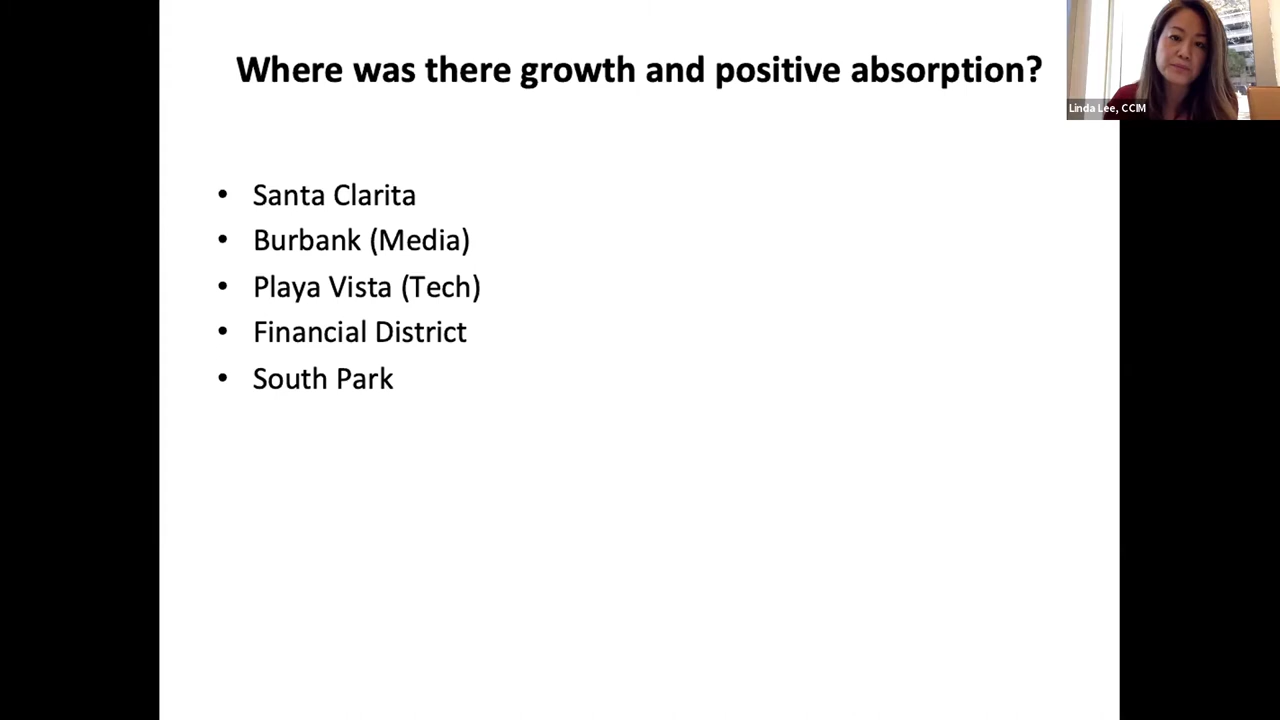 Where was there growth and positive absorption?
Linda Lee, CCIM
• Santa Clarita
• Burbank (Media)
• Playa Vista (Tech)
• Financial District
• South Park